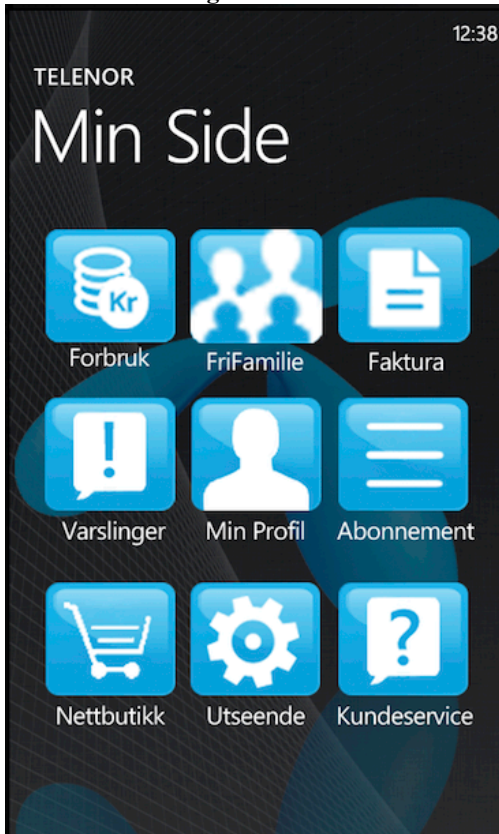 12:38
TELENOR
Min Side
Kr
Forbruk FriFamilie Faktura
!
Varslinger Min Profil Abonnement
?
Nettbutikk Utseende Kundeservice